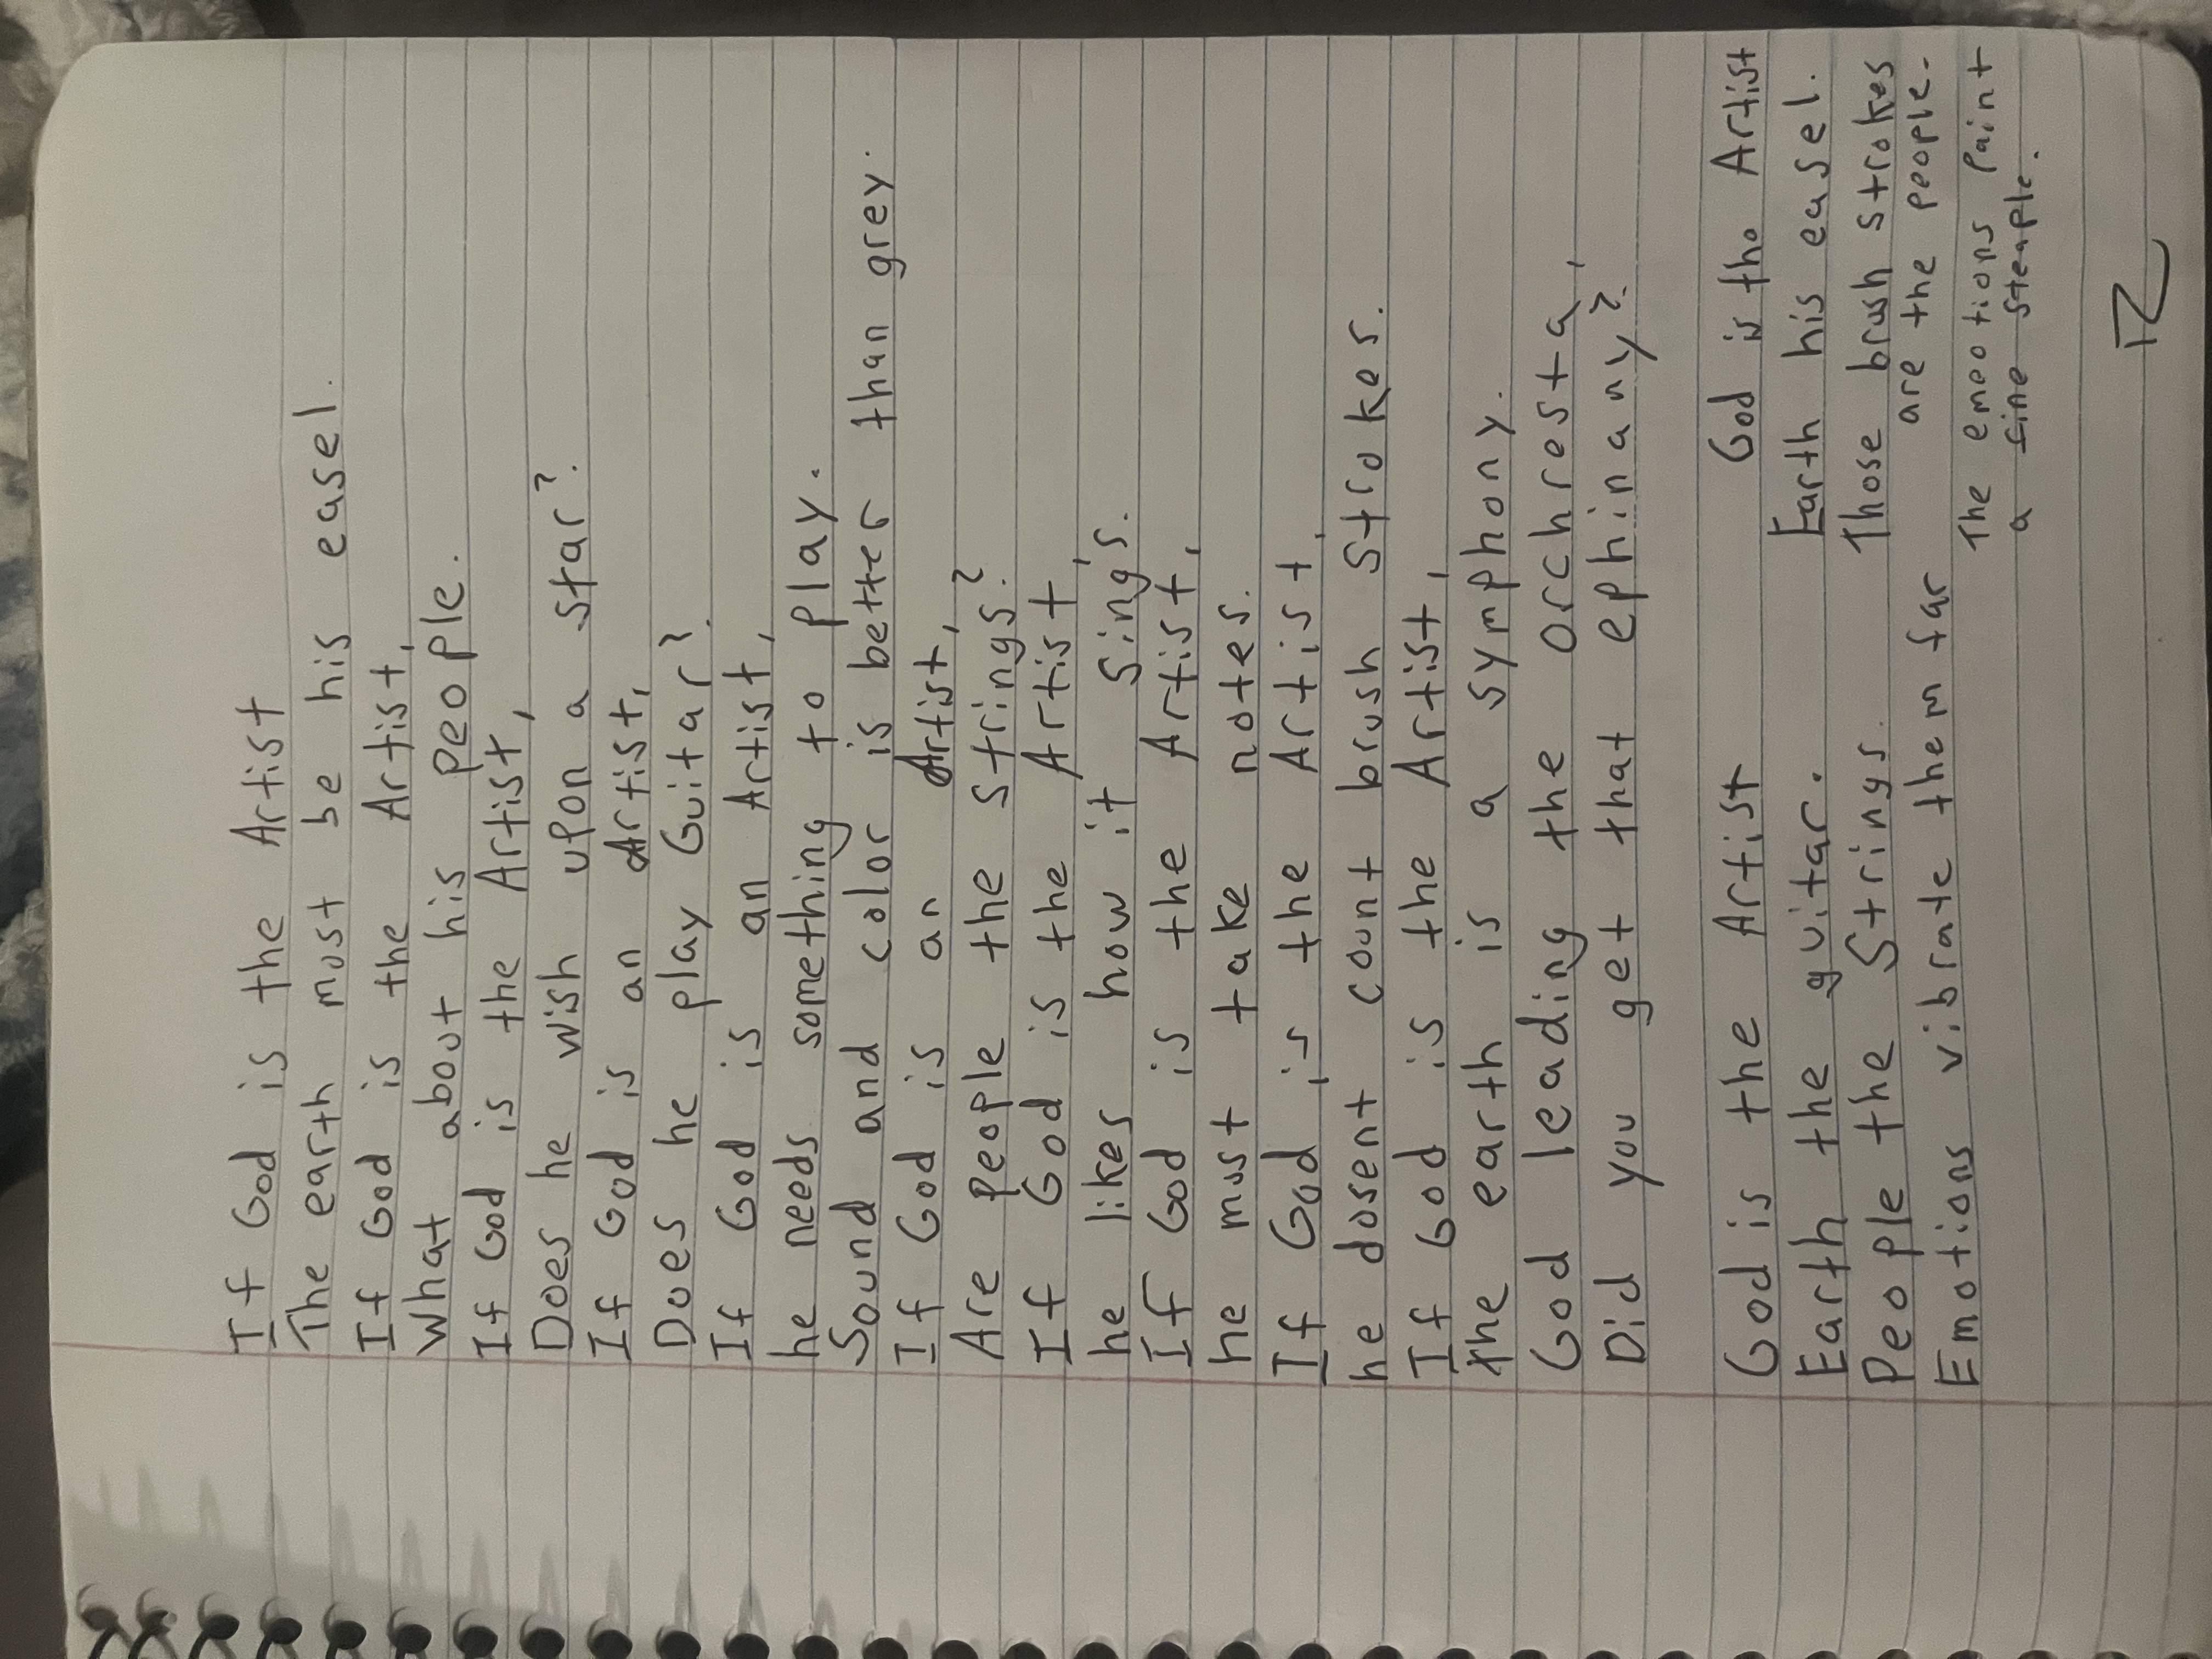 If God is the Artist
The earth must be his easel.
If God is the Artist,
What about his people.
If God is the Artist,
Does he wish upon a star?
If God is an Artist,
Does he play Guitar?
If God is an Artist,
he needs something to play.
Sound and color is better than grey.
If God is an Artist,
Are people the strings?
If God is the Artist,
he likes how it sings.
If God is the Artist,
he must take notes.
If God is the Artist,
he dosent count brush strokes.
If God is the Artist,
the earth is a symphony.
God leading the orchresta,
Did you get that ephinany?
God is the Artist
Earth the guitar.
People the Strings.
Emotions vibrate them far
God is the Artist
Earth his easel.
Those brush strokes
are the people.
The emeotions Paint
a fine steaple.